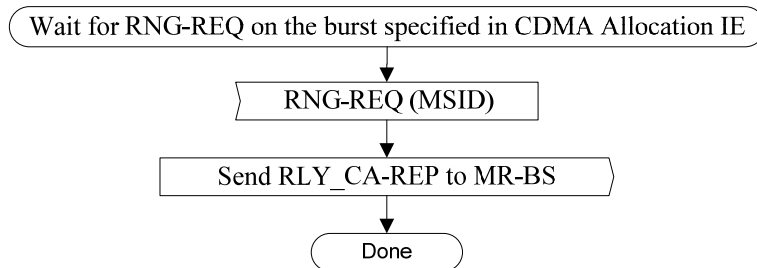 Wait for RNG-REQ on the burst specified in CDMA Allocation IE
RNG-REQ (MSID)
Send RLY_CA-REP to MR-BS
Done